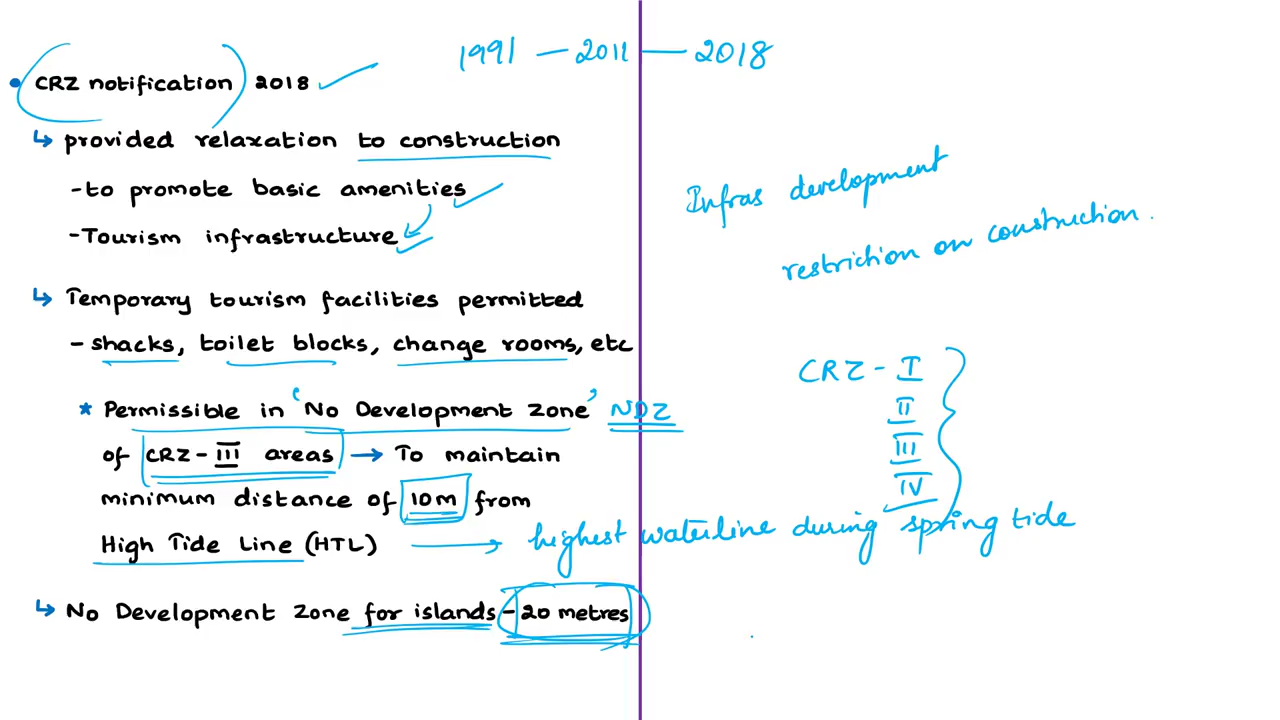 1991 — 2011 — 2018
• CRZ notification 2018
↳ provided relaxation to construction
-to promote basic amenities
-Tourism infrastructure
↳ Temporary tourism facilities permitted
- shacks, toilet blocks, change rooms, etc
* Permissible in 'No Development Zone' NDZ
of CRZ-III areas → To maintain
minimum distance of 10m from
High Tide Line (HTL) → highest waterline during spring tide
↳ No Development Zone for islands - 20 metres
Infras development
restriction on construction.
CRZ - I
II
III
IV